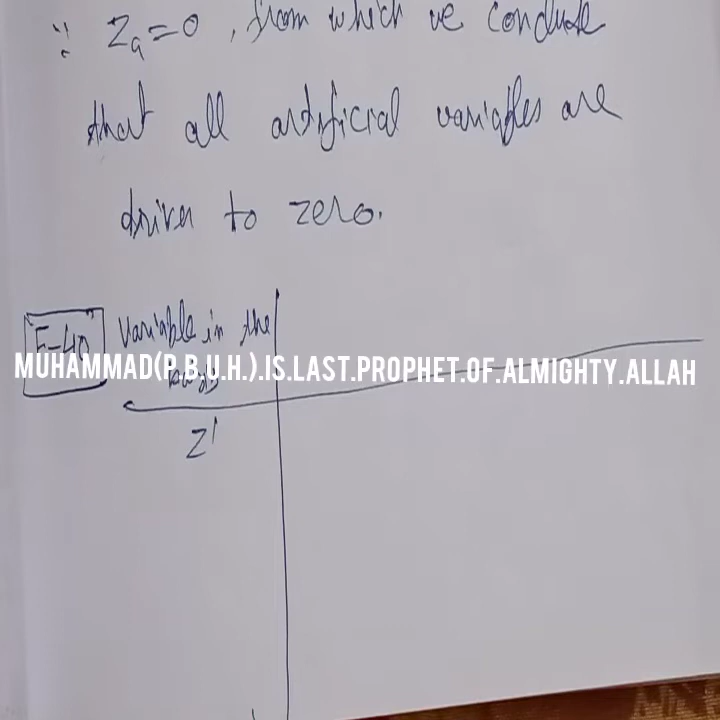 ∵ Za=0, from which we conclude
that all artificial variables are
driven to zero.
E-40 Variable in the
MUHAMMAD(P.B.U.H.).IS.LAST.PROPHET.OF.ALMIGHTY.ALLAH
Z'